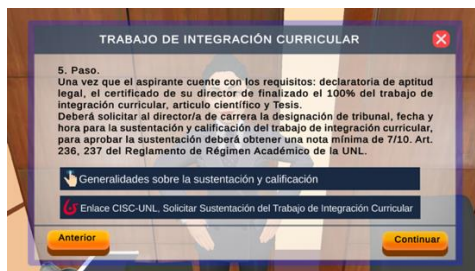 TRABAJO DE INTEGRACIÓN CURRICULAR
5. Paso.
Una vez que el aspirante cuente con los requisitos: declaratoria de aptitud
legal, el certificado de su director de finalizado el 100% del trabajo de
integración curricular, articulo científico y Tesis.
Deberá solicitar al director/a de carrera la designación de tribunal, fecha y
hora para la sustentación y calificación del trabajo de integración curricular,
para aprobar la sustentación deberá obtener una nota mínima de 7/10. Art.
236, 237 del Reglamento de Régimen Académico de la UNL.
Generalidades sobre la sustentación y calificación
Enlace CISC-UNL, Solicitar Sustentación del Trabajo de Integración Curricular
Anterior
Continuar